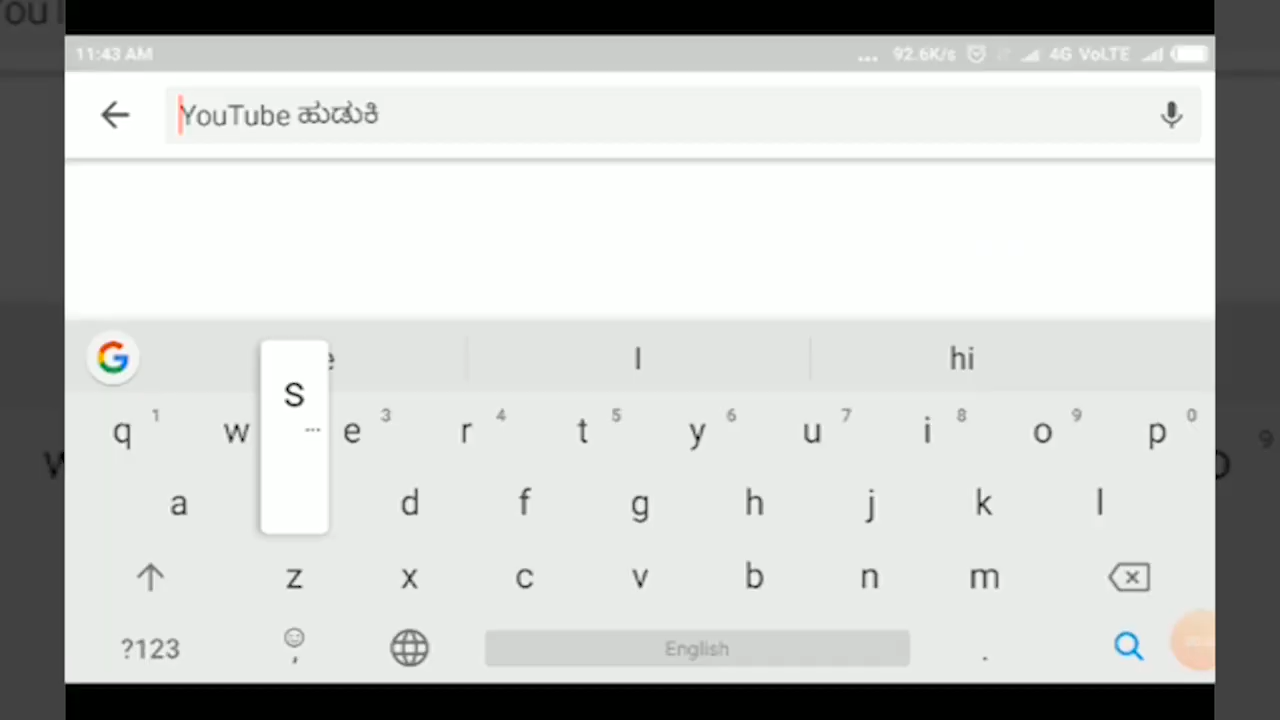 11:43 AM ... 92.6K/s 4G VoLTE
YouTube ಹುಡುಕಿ
I hi
S
...
q 1 w e 3 r 4 t 5 y 6 u 7 i 8 o 9 p 0
a d f g h j k l
z x c v b n m
?123 , English .